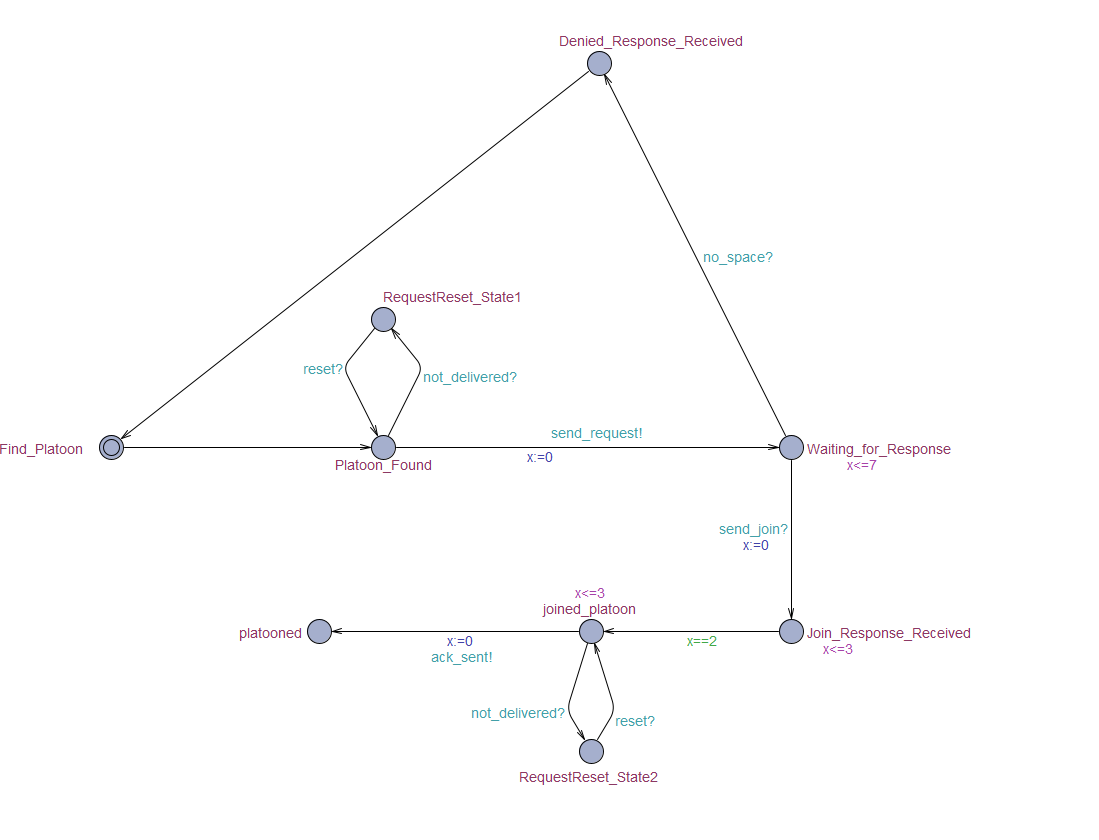 Denied_Response_Received
no_space?
RequestReset_State1
reset?
not_delivered?
send_request!
Find_Platoon
x:=0
Waiting_for_Response
Platoon_Found
x<=7
send_join?
x:=0
x<=3
joined_platoon
platooned
x:=0
x==2
Join_Response_Received
ack_sent!
x<=3
not_delivered?
reset?
RequestReset_State2